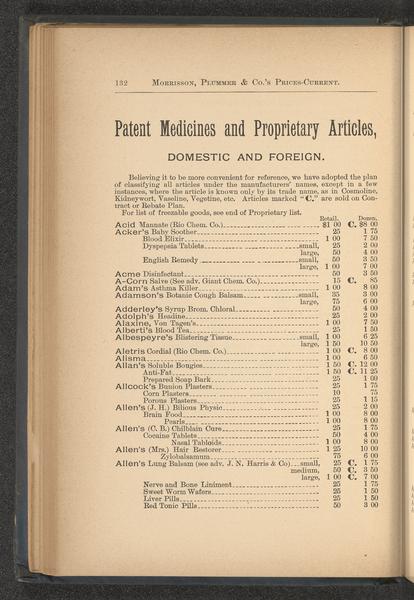 132 Morrisson, Plummer & Co.'s Prices-Current.
Patent Medicines and Proprietary Articles,
DOMESTIC AND FOREIGN.
Believing it to be more convenient for reference, we have adopted the plan
of classifying all articles under the manufacturers' names, except in a few
instances, where the article is known only by its trade name, as in Cosmoline,
Kidneywort, Vaseline, Vegetine, etc. Articles marked "C." are sold on Con-
tract or Rebate Plan.
For list of freezable goods, see end of Proprietary list.
Retail. Dozen.
Acid Mannate (Rio Chem. Co.) $1 00 C. $8 00
Acker's Baby Soother 25 1 75
Blood Elixir 1 00 7 50
Dyspepsia Tablets small, 25 2 00
large, 50 4 00
English Remedy small, 50 3 50
large, 1 00 7 00
Acme Disinfectant 50 3 50
A-Corn Salve (See adv. Giant Chem. Co.) 15 C. 85
Adam's Asthma Killer 1 00 8 00
Adamson's Botanic Cough Balsam small, 35 3 00
large, 75 6 00
Adderley's Syrup Brom. Chloral 50 4 00
Adolph's Headine 25 2 00
Alaxine, Von Tagen's 1 00 7 50
Alberti's Blood Tea 25 1 50
Albespeyre's Blistering Tissue small, 1 00 6 25
large, 1 50 10 50
Aletris Cordial (Rio Chem. Co.) 1 00 C. 8 00
Alisma 1 00 6 50
Allan's Soluble Bougies 1 50 C. 12 00
Anti-Fat 1 50 C. 11 25
Prepared Soap Bark 25 1 00
Allcock's Bunion Plasters 25 1 75
Corn Plasters 10 75
Porous Plasters 25 1 15
Allen's (J. H.) Bilious Physic 25 2 00
Brain Food 1 00 8 00
Pearls 1 00 8 00
Allen's (C. B.) Chilblain Cure 25 1 75
Cocaine Tablets 50 4 00
Nasal Tabloids 1 00 8 00
Allen's (Mrs.) Hair Restorer 1 25 10 00
Zylobalsamum 75 6 00
Allen's Lung Balsam (see adv. J. N. Harris & Co) small, 25 C. 1 75
medium, 50 C. 3 50
large, 1 00 C. 7 00
Nerve and Bone Liniment 25 1 75
Sweet Worm Wafers 25 1 50
Liver Pills 25 1 50
Red Tonic Pills 50 3 00